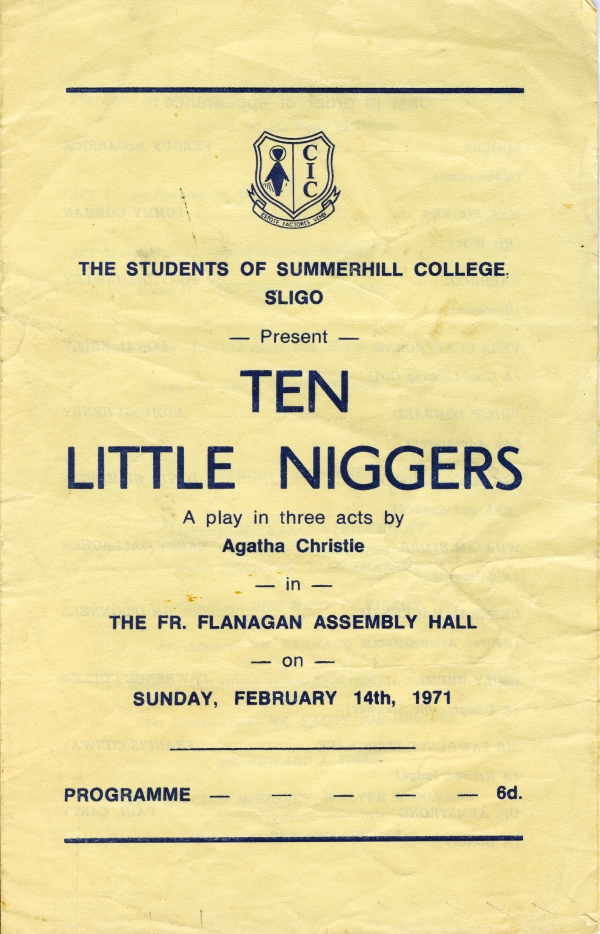 CIC
THE STUDENTS OF SUMMERHILL COLLEGE,
SLIGO
— Present —
TEN
LITTLE NIGGERS
A play in three acts by
Agatha Christie
— in —
THE FR. FLANAGAN ASSEMBLY HALL
— on —
SUNDAY, FEBRUARY 14th, 1971
PROGRAMME — — — — — 6d.